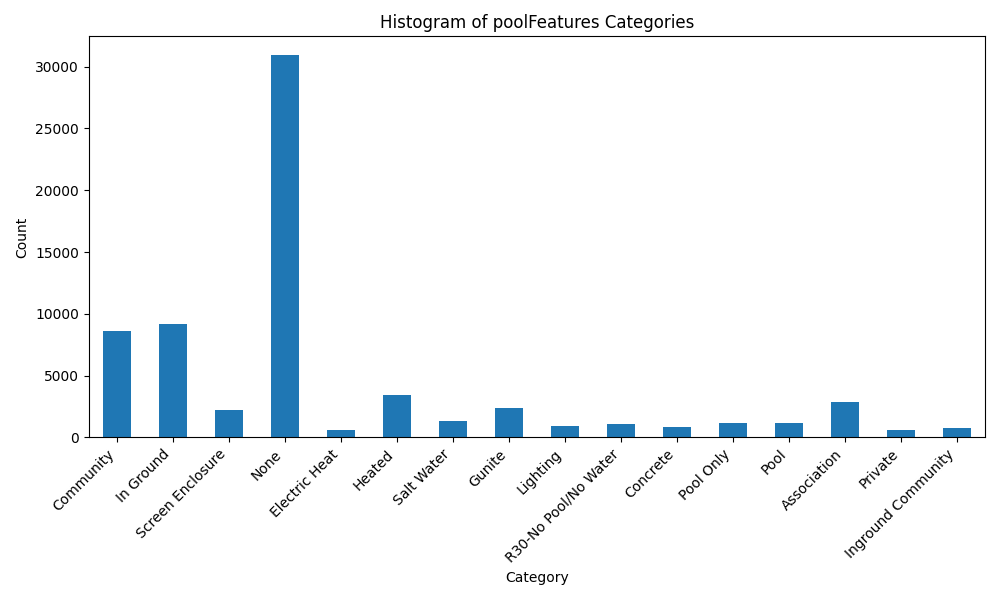 Histogram of poolFeatures Categories
30000
25000
20000
15000
10000
5000
0
Count
Community
In Ground
Screen Enclosure
None
Electric Heat
Heated
Salt Water
Gunite
Lighting
R30-No Pool/No Water
Concrete
Pool Only
Pool
Association
Private
Inground Community
Category